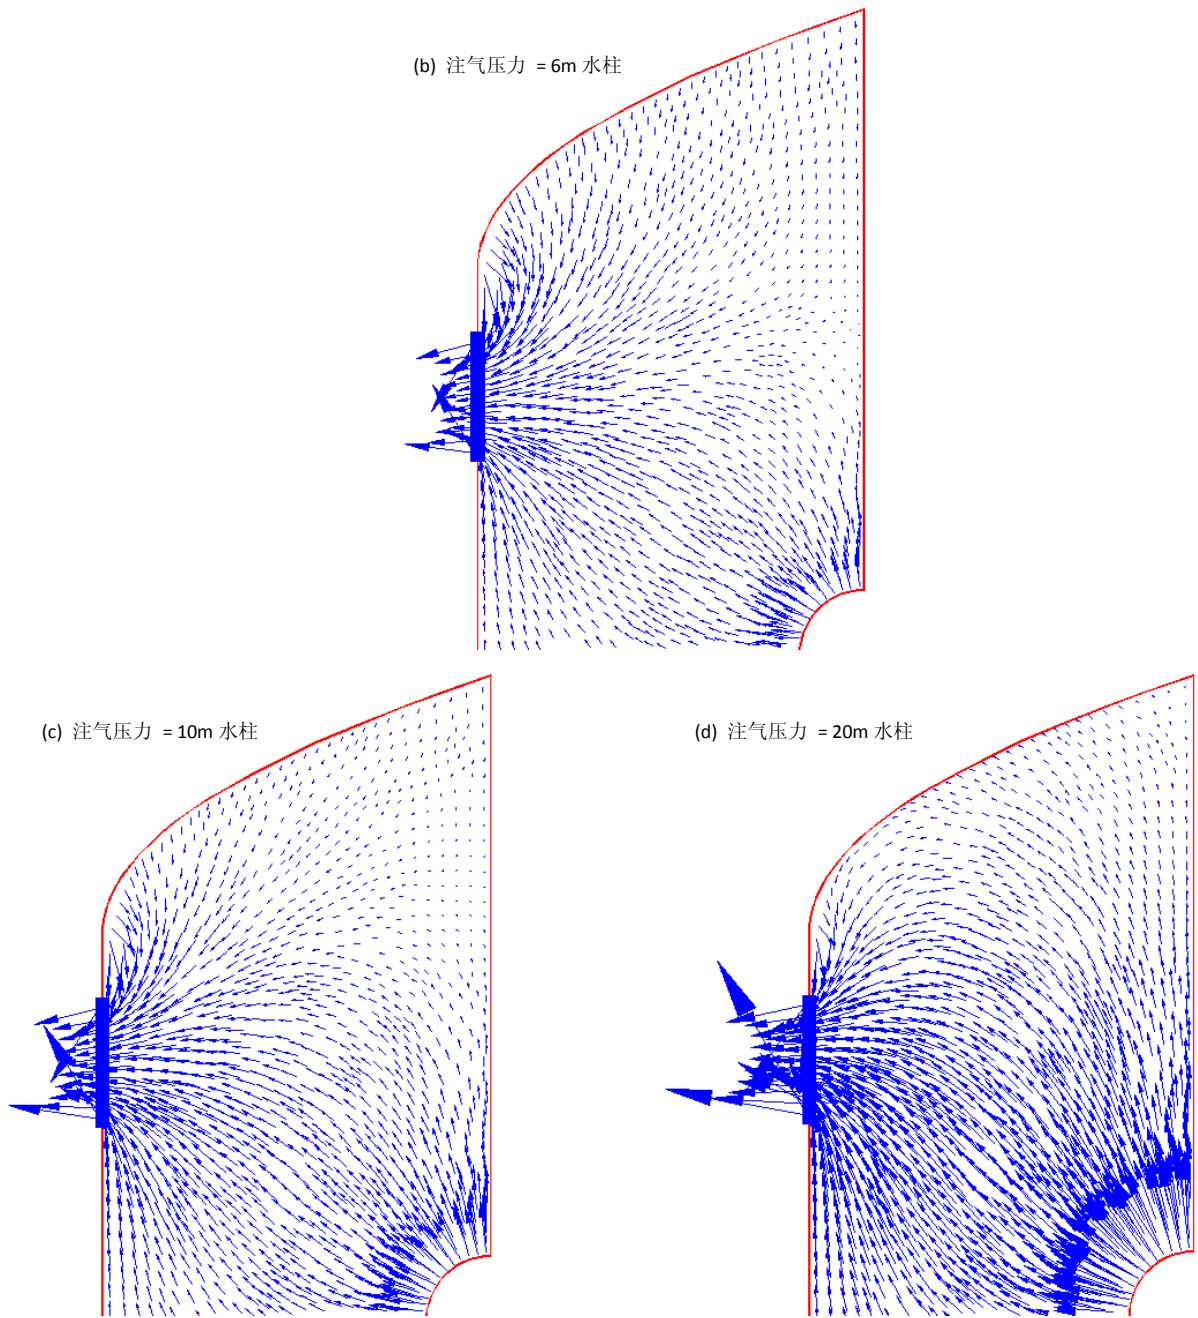 (b) 注气压力 = 6m 水柱
(c) 注气压力 = 10m 水柱
(d) 注气压力 = 20m 水柱